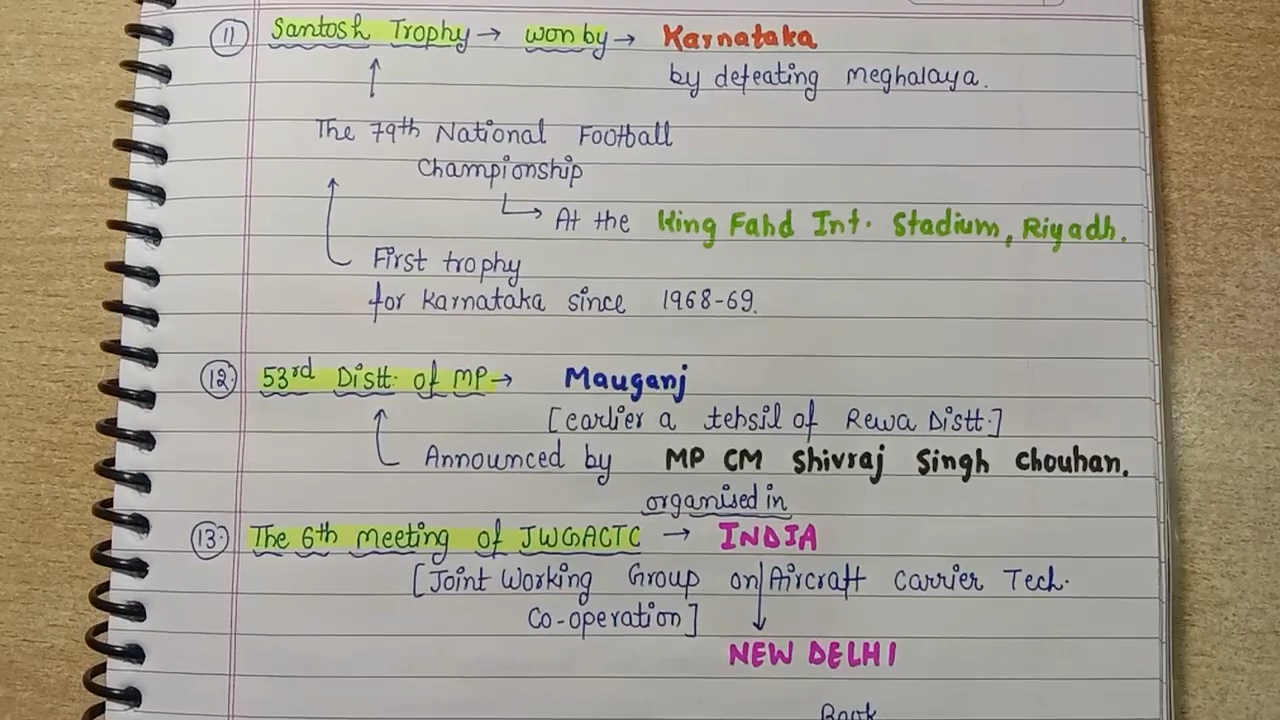 11 Santosh Trophy → won by → Karnataka
by defeating meghalaya.
The 79th National Football
Championship
At the King Fahd Int. Stadium, Riyadh.
First trophy
for Karnataka since 1968-69.
12. 53rd Distt. of MP → Mauganj
[earlier a tehsil of Rewa Distt.]
Announced by MP CM Shivraj Singh Chouhan.
organised in
13. The 6th meeting of JWGACTC → INDIA
[Joint Working Group on Aircraft Carrier Tech.
Co-operation]
NEW DELHI